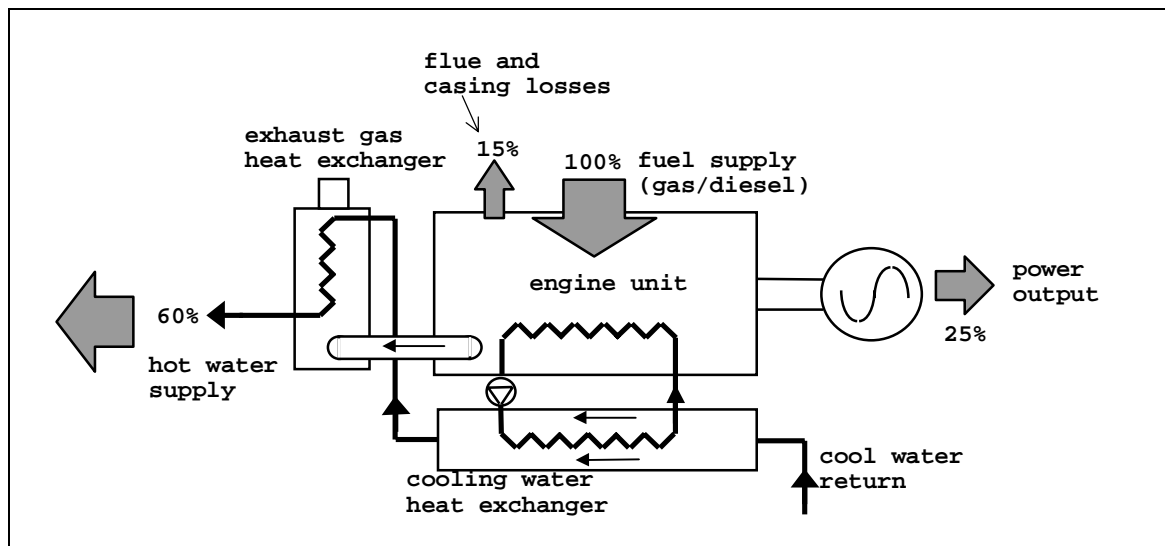 flue and
casing losses
exhaust gas
heat exchanger
15%
100%
fuel supply
(gas/diesel)
engine unit
power
output
25%
60%
hot water
supply
cooling water
heat exchanger
cool water
return